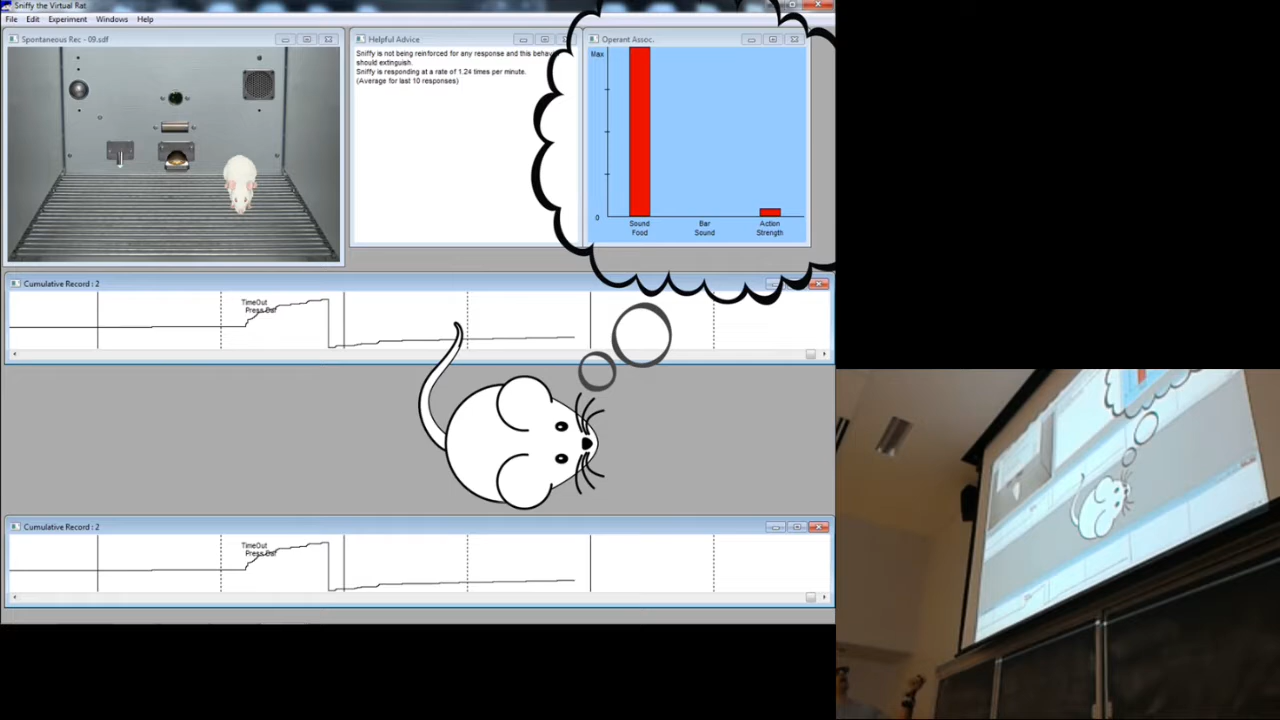 Sniffy the Virtual Rat
File Edit Experiment Windows Help
Spontaneous Rec - 09.sdf
Helpful Advice
Sniffy is not being reinforced for any response and this behav
should extinguish.
Sniffy is responding at a rate of 1.24 times per minute.
(Average for last 10 responses)
Operant Assoc.
Max
0
Sound
Food
Bar
Sound
Action
Strength
Cumulative Record : 2
TimeOut
Press Bar
Cumulative Record : 2
TimeOut
Press Bar